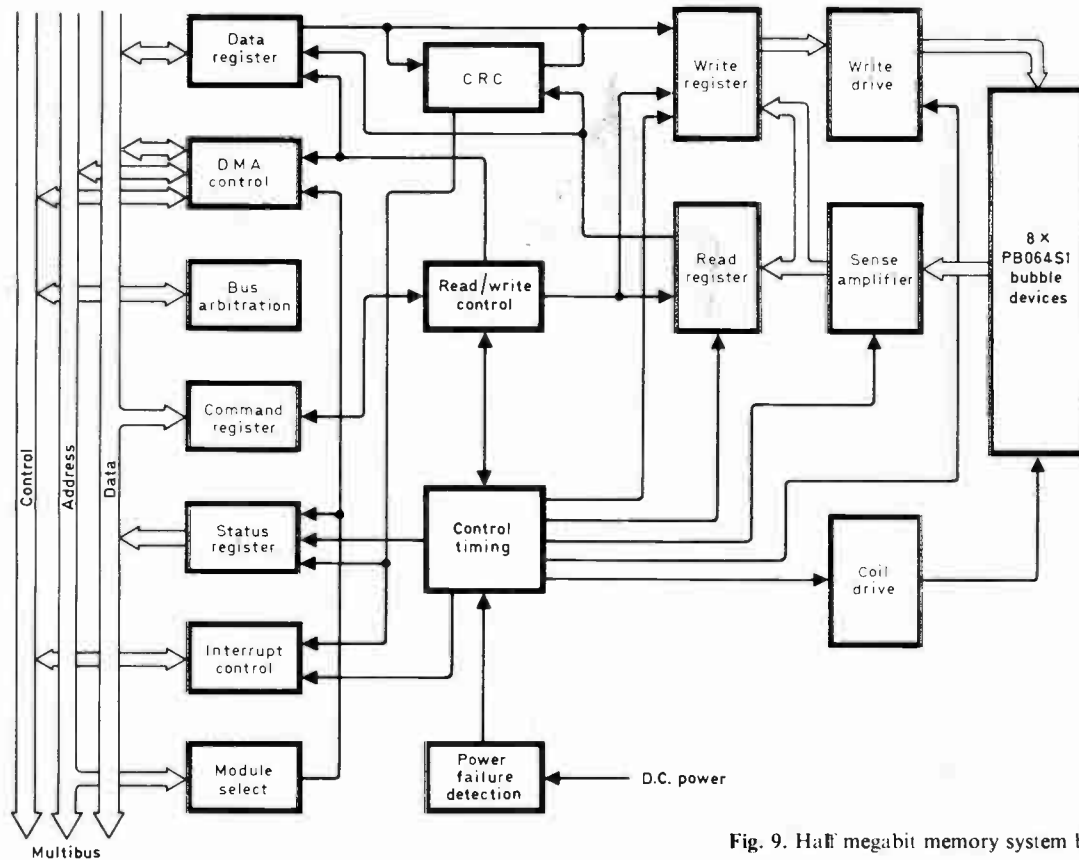 Data
register
CRC
Write
register
Write
drive
DMA
control
Read/write
control
Read
register
Sense
amplifier
8×
PB064S1
bubble
devices
Bus
arbitration
Command
register
Control
Address
Data
Status
register
Control
timing
Coil
drive
Interrupt
control
Module
select
Power
failure
detection
D.C. power
Multibus
Fig. 9. Half megabit memory system b